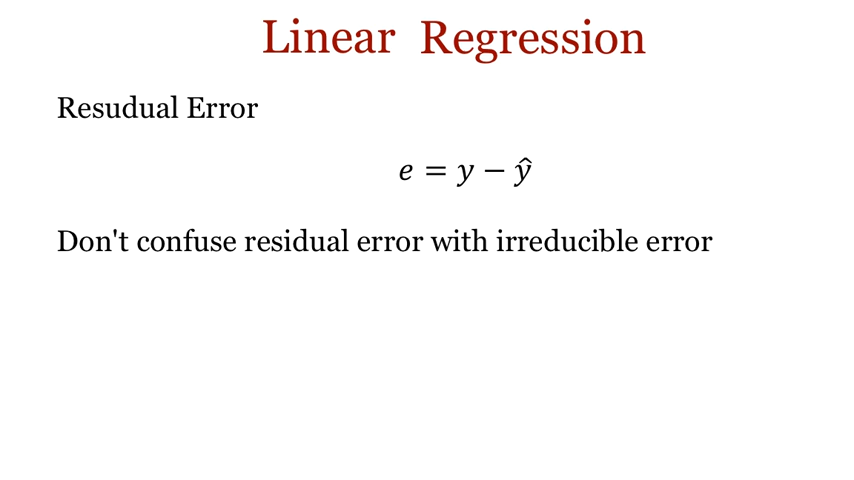 Linear Regression
Resudual Error
e = y − ŷ
Don't confuse residual error with irreducible error